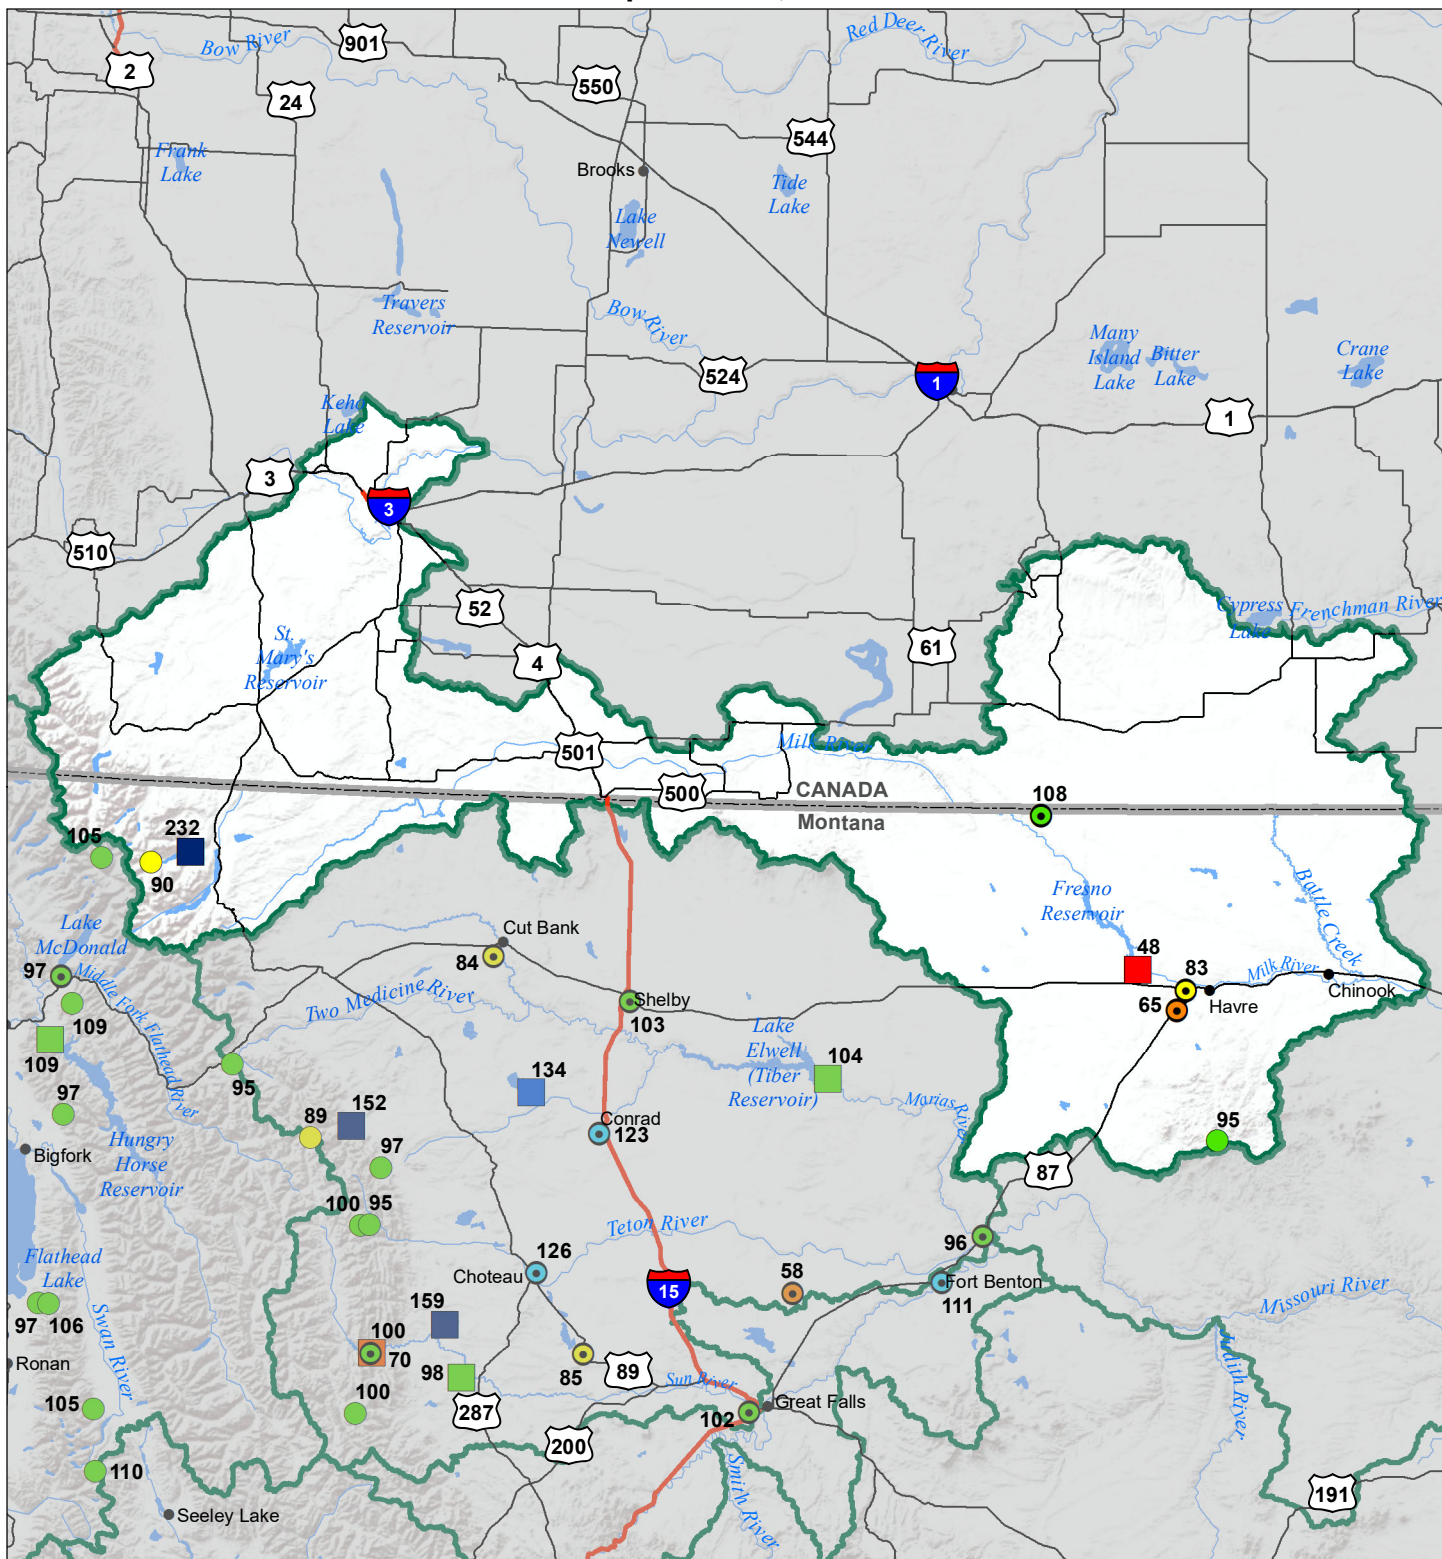 Bow River
901
Red Deer River
2
24
550
544
Frank
Lake
Brooks
Tide
Lake
Lake
Newell
Travers
Reservoir
Bow River
Many
Island
Lake
Bitter
Lake
Crane
Lake
524
1
1
Keho
Lake
3
3
510
52
Cypress
Lake
Frenchman River
St.
Mary's
Reservoir
4
61
501
Milk River
500
CANADA
Montana
108
105
232
90
Fresno
Reservoir
Battle Creek
Lake
McDonald
Cut Bank
84
48
83
Milk River
Chinook
Havre
65
97
Middle Fork Flathead River
109
Two Medicine River
Shelby
103
109
Lake
Elwell
(Tiber
Reservoir)
104
95
134
97
152
89
Marias River
Conrad
123
95
Bigfork
Hungry
Horse
Reservoir
97
87
100
95
Teton River
96
Flathead
Lake
126
Choteau
58
Fort Benton
111
15
Missouri River
97
106
Swan River
159
100
70
Ronan
85
89
Sun River
Judith River
98
105
100
287
102
Great Falls
200
110
Smith River
191
Seeley Lake